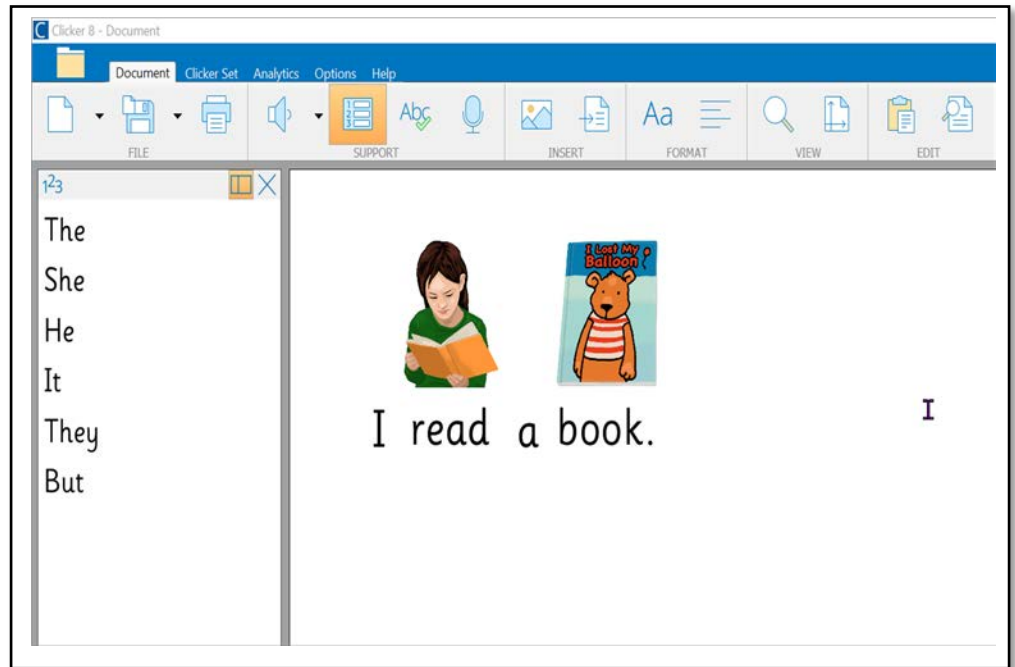 Clicker 8 - Document
Document Clicker Set Analytics Options Help
Abc Aa
FILE SUPPORT INSERT FORMAT VIEW EDIT
123
The
She
He
It
They
But
I Lost My
Balloon
I read a book.